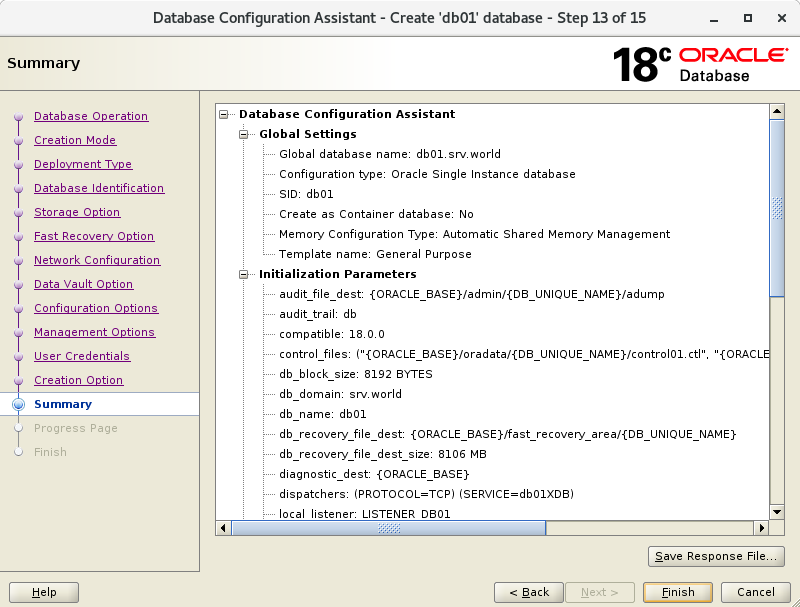 Database Configuration Assistant - Create 'db01' database - Step 13 of 15
Summary
18c ORACLE
Database
Database Operation
Creation Mode
Deployment Type
Database Identification
Storage Option
Fast Recovery Option
Network Configuration
Data Vault Option
Configuration Options
Management Options
User Credentials
Creation Option
Summary
Progress Page
Finish
Database Configuration Assistant
Global Settings
Global database name: db01.srv.world
Configuration type: Oracle Single Instance database
SID: db01
Create as Container database: No
Memory Configuration Type: Automatic Shared Memory Management
Template name: General Purpose
Initialization Parameters
audit_file_dest: {ORACLE_BASE}/admin/{DB_UNIQUE_NAME}/adump
audit_trail: db
compatible: 18.0.0
control_files: ("{ORACLE_BASE}/oradata/{DB_UNIQUE_NAME}/control01.ctl", "{ORACLE
db_block_size: 8192 BYTES
db_domain: srv.world
db_name: db01
db_recovery_file_dest: {ORACLE_BASE}/fast_recovery_area/{DB_UNIQUE_NAME}
db_recovery_file_dest_size: 8106 MB
diagnostic_dest: {ORACLE_BASE}
dispatchers: (PROTOCOL=TCP) (SERVICE=db01XDB)
local_listener: LISTENER_DB01
Save Response File...
Help
< Back
Next >
Finish
Cancel